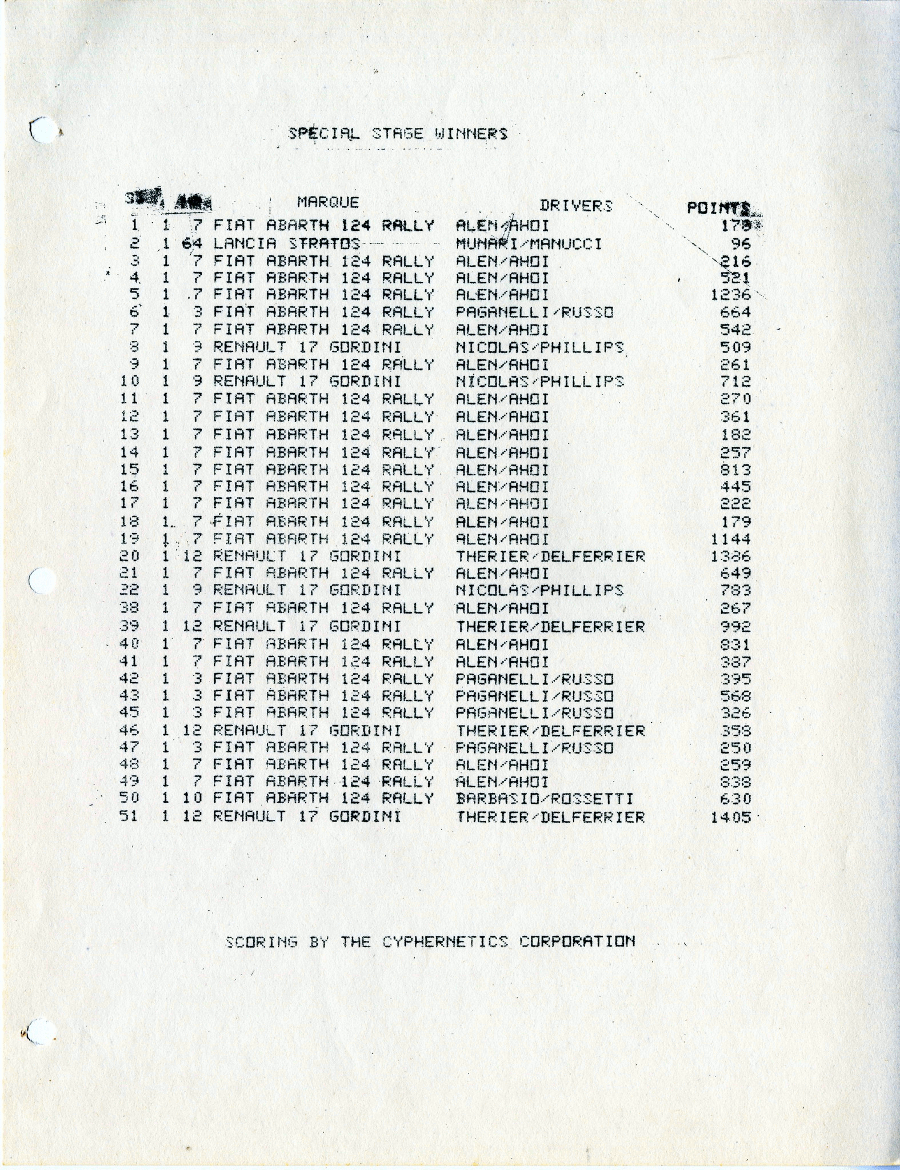 SPECIAL STAGE WINNERS
MARQUE DRIVERS POINTS
1 1 7 FIAT ABARTH 124 RALLY ALEN/AHOI 178
2 1 64 LANCIA STRATOS MUNARI/MANUCCI 96
3 1 7 FIAT ABARTH 124 RALLY ALEN/AHOI 216
4 1 7 FIAT ABARTH 124 RALLY ALEN/AHOI 521
5 1 7 FIAT ABARTH 124 RALLY ALEN/AHOI 1236
6 1 3 FIAT ABARTH 124 RALLY PAGANELLI/RUSSO 664
7 1 7 FIAT ABARTH 124 RALLY ALEN/AHOI 542
8 1 9 RENAULT 17 GORDINI NICOLAS/PHILLIPS 509
9 1 7 FIAT ABARTH 124 RALLY ALEN/AHOI 261
10 1 9 RENAULT 17 GORDINI NICOLAS/PHILLIPS 712
11 1 7 FIAT ABARTH 124 RALLY ALEN/AHOI 270
12 1 7 FIAT ABARTH 124 RALLY ALEN/AHOI 361
13 1 7 FIAT ABARTH 124 RALLY ALEN/AHOI 182
14 1 7 FIAT ABARTH 124 RALLY ALEN/AHOI 257
15 1 7 FIAT ABARTH 124 RALLY ALEN/AHOI 813
16 1 7 FIAT ABARTH 124 RALLY ALEN/AHOI 445
17 1 7 FIAT ABARTH 124 RALLY ALEN/AHOI 222
18 1 7 FIAT ABARTH 124 RALLY ALEN/AHOI 179
19 1 7 FIAT ABARTH 124 RALLY ALEN/AHOI 1144
20 1 12 RENAULT 17 GORDINI THERIER/DELFERRIER 1386
21 1 7 FIAT ABARTH 124 RALLY ALEN/AHOI 649
22 1 9 RENAULT 17 GORDINI NICOLAS/PHILLIPS 783
38 1 7 FIAT ABARTH 124 RALLY ALEN/AHOI 267
39 1 12 RENAULT 17 GORDINI THERIER/DELFERRIER 992
40 1 7 FIAT ABARTH 124 RALLY ALEN/AHOI 831
41 1 7 FIAT ABARTH 124 RALLY ALEN/AHOI 387
42 1 3 FIAT ABARTH 124 RALLY PAGANELLI/RUSSO 395
43 1 3 FIAT ABARTH 124 RALLY PAGANELLI/RUSSO 568
45 1 3 FIAT ABARTH 124 RALLY PAGANELLI/RUSSO 326
46 1 12 RENAULT 17 GORDINI THERIER/DELFERRIER 358
47 1 3 FIAT ABARTH 124 RALLY PAGANELLI/RUSSO 250
48 1 7 FIAT ABARTH 124 RALLY ALEN/AHOI 259
49 1 7 FIAT ABARTH 124 RALLY ALEN/AHOI 838
50 1 10 FIAT ABARTH 124 RALLY BARBASIO/ROSSETTI 630
51 1 12 RENAULT 17 GORDINI THERIER/DELFERRIER 1405
SCORING BY THE CYPHERNETICS CORPORATION